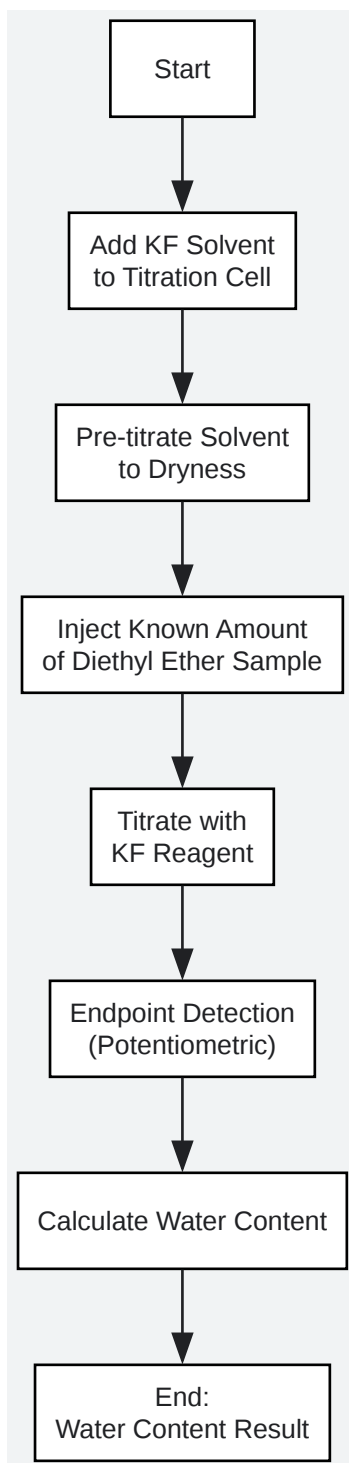 Start
Add KF Solvent
to Titration Cell
Pre-titrate Solvent
to Dryness
Inject Known Amount
of Diethyl Ether Sample
Titrate with
KF Reagent
Endpoint Detection
(Potentiometric)
Calculate Water Content
End:
Water Content Result